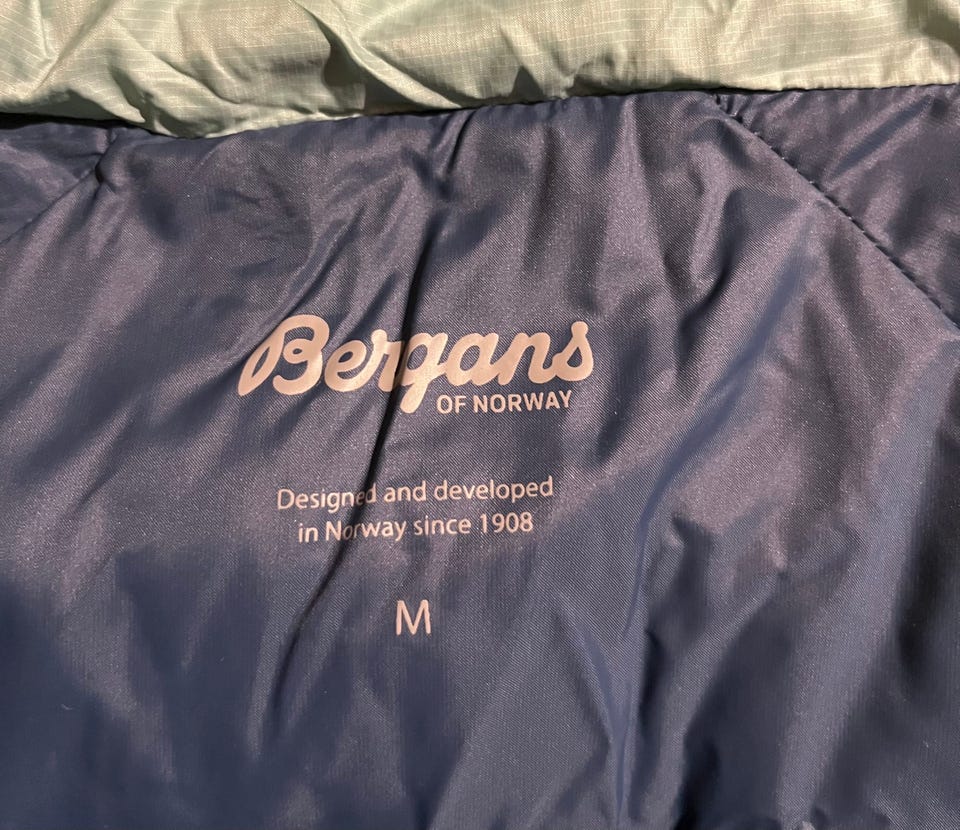 Bergans
OF NORWAY
Designed and developed
in Norway since 1908
M